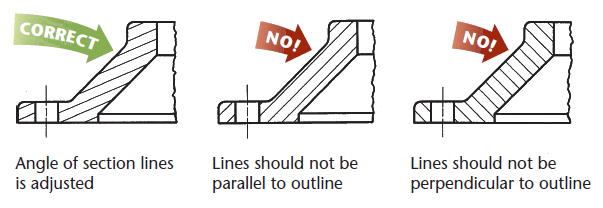 CORRECT
NO!
NO!
Angle of section lines
is adjusted
Lines should not be
parallel to outline
Lines should not be
perpendicular to outline